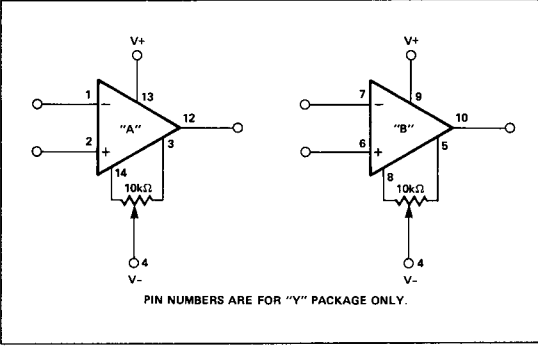 V+
V+
1
−
13
7
−
9
"A"
12
"B"
10
2
+
3
6
+
5
14
8
10kΩ
10kΩ
4
4
V−
V−
PIN NUMBERS ARE FOR "Y" PACKAGE ONLY.